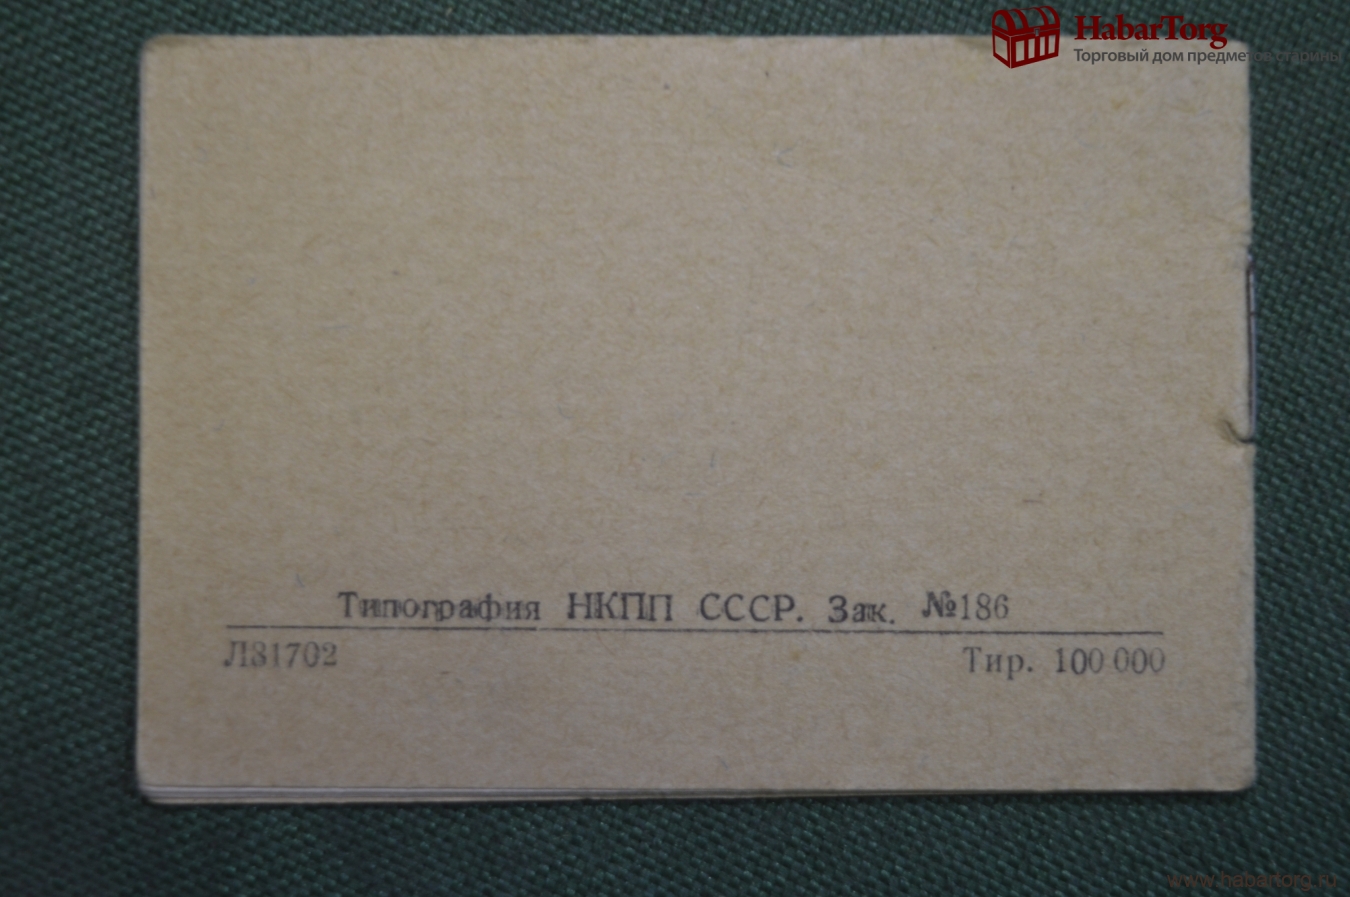 HabarTorg
Торговый дом предметов старины
Типография НКПП СССР. Зак. №186
Л31702
Тир. 100 000
www.habartorg.ru